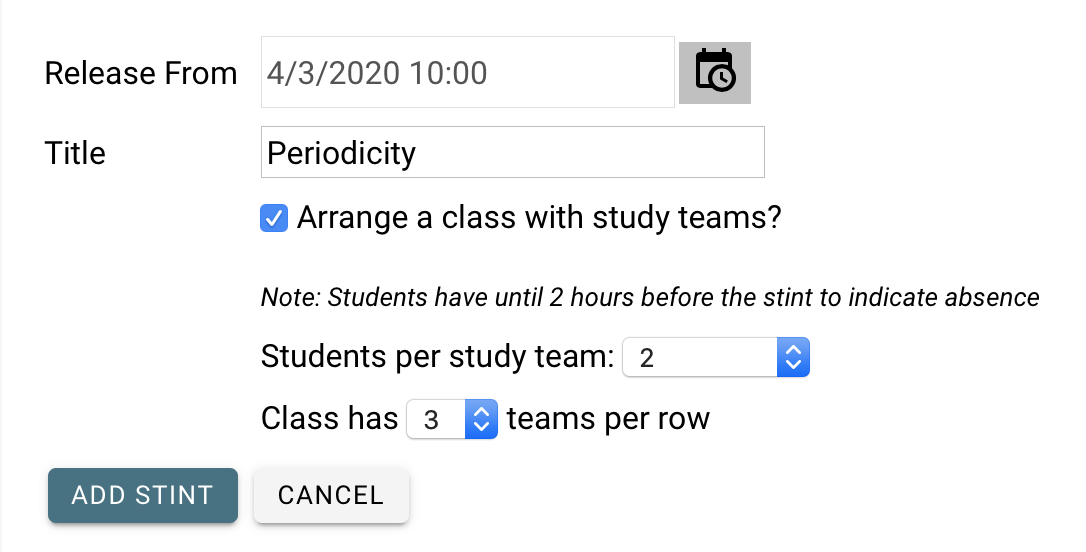 Release From 4/3/2020 10:00
Title Periodicity
Arrange a class with study teams?
Note: Students have until 2 hours before the stint to indicate absence
Students per study team: 2
Class has 3 teams per row
ADD STINT CANCEL